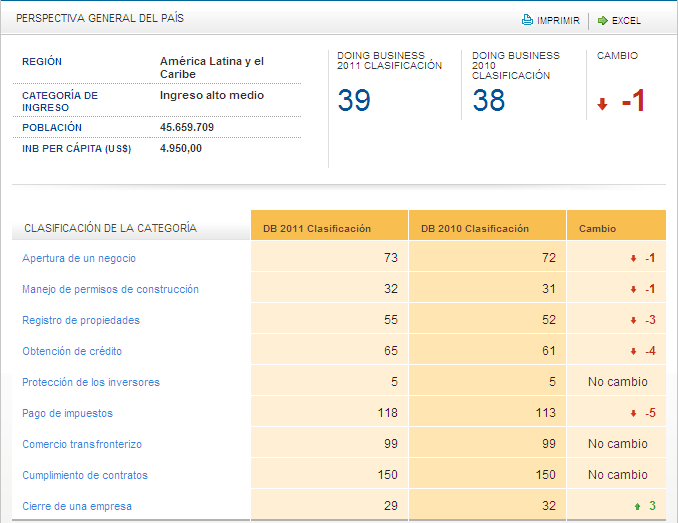 PERSPECTIVA GENERAL DEL PAÍS
IMPRIMIR
EXCEL
REGIÓN
América Latina y el
Caribe
CATEGORÍA DE
INGRESO
Ingreso alto medio
POBLACIÓN
45.659.709
INB PER CÁPITA (US$)
4.950,00
DOING BUSINESS
2011 CLASIFICACIÓN
39
DOING BUSINESS
2010
CLASIFICACIÓN
38
CAMBIO
-1
CLASIFICACIÓN DE LA CATEGORÌA DB 2011 Clasificación DB 2010 Clasificación Cambio
Apertura de un negocio 73 72 -1
Manejo de permisos de construcción 32 31 -1
Registro de propiedades 55 52 -3
Obtención de crédito 65 61 -4
Protección de los inversores 5 5 No cambio
Pago de impuestos 118 113 -5
Comercio transfronterizo 99 99 No cambio
Cumplimiento de contratos 150 150 No cambio
Cierre de una empresa 29 32 3